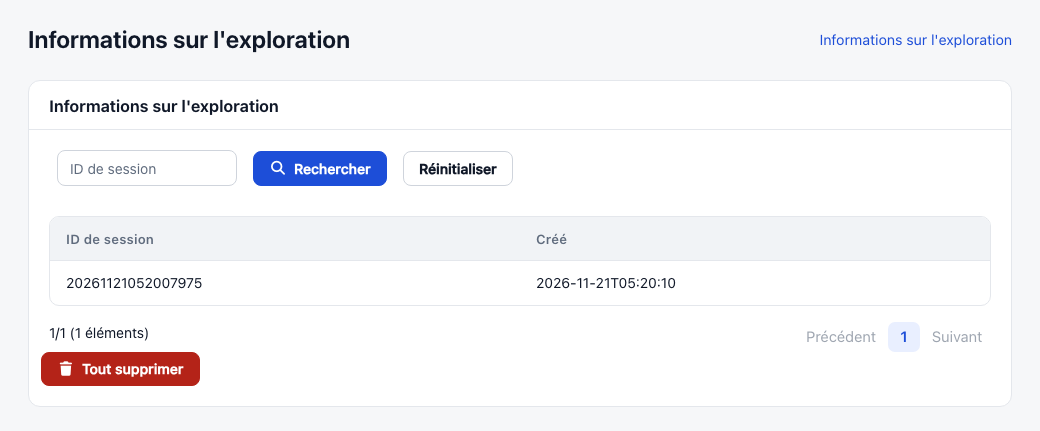 Informations sur l'exploration
Informations sur l'exploration
Informations sur l'exploration
ID de session
Rechercher
Réinitialiser
ID de session Créé
20261121052007975 2026-11-21T05:20:10
1/1 (1 éléments)
Précédent 1 Suivant
Tout supprimer